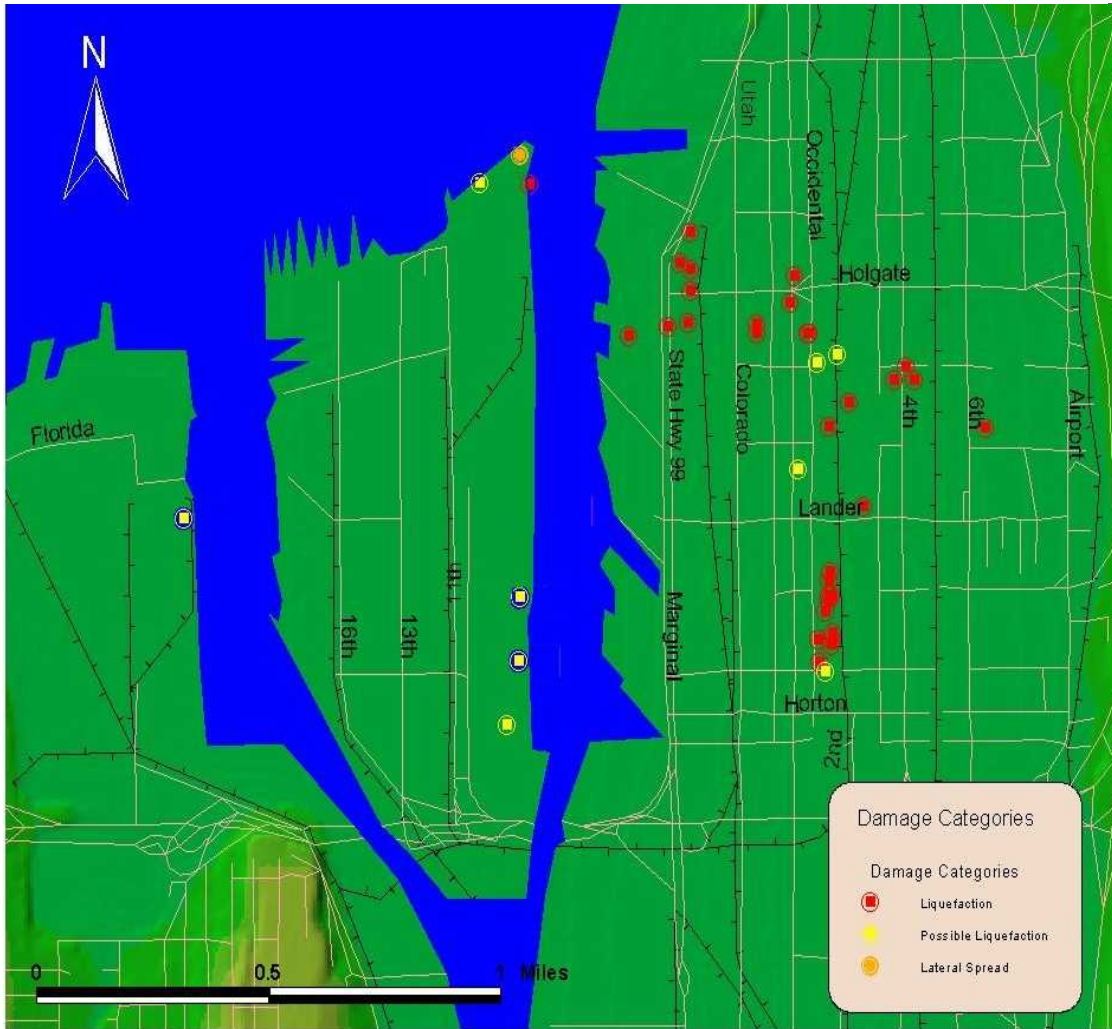 N
Utah
Occidental
Holgate
State Hwy 99
Colorado
4th
6th
Airport
Florida
Lander
11th
16th
13th
Marginal
Horton
2nd
Damage Categories
Damage Categories
Liquefaction
Possible Liquefaction
Lateral Spread
0 0.5 1 Miles